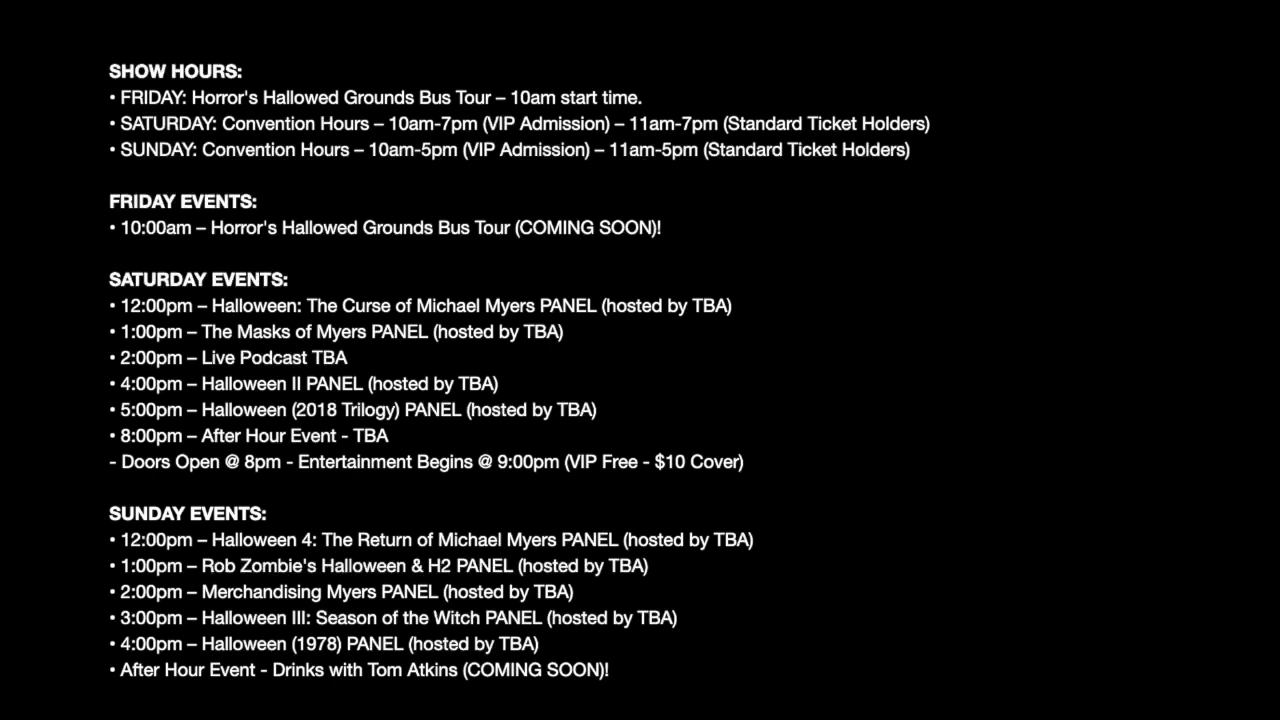 SHOW HOURS:
• FRIDAY: Horror's Hallowed Grounds Bus Tour – 10am start time.
• SATURDAY: Convention Hours – 10am-7pm (VIP Admission) – 11am-7pm (Standard Ticket Holders)
• SUNDAY: Convention Hours – 10am-5pm (VIP Admission) – 11am-5pm (Standard Ticket Holders)
FRIDAY EVENTS:
• 10:00am – Horror's Hallowed Grounds Bus Tour (COMING SOON)!
SATURDAY EVENTS:
• 12:00pm – Halloween: The Curse of Michael Myers PANEL (hosted by TBA)
• 1:00pm – The Masks of Myers PANEL (hosted by TBA)
• 2:00pm – Live Podcast TBA
• 4:00pm – Halloween II PANEL (hosted by TBA)
• 5:00pm – Halloween (2018 Trilogy) PANEL (hosted by TBA)
• 8:00pm – After Hour Event - TBA
- Doors Open @ 8pm - Entertainment Begins @ 9:00pm (VIP Free - $10 Cover)
SUNDAY EVENTS:
• 12:00pm – Halloween 4: The Return of Michael Myers PANEL (hosted by TBA)
• 1:00pm – Rob Zombie's Halloween & H2 PANEL (hosted by TBA)
• 2:00pm – Merchandising Myers PANEL (hosted by TBA)
• 3:00pm – Halloween III: Season of the Witch PANEL (hosted by TBA)
• 4:00pm – Halloween (1978) PANEL (hosted by TBA)
• After Hour Event - Drinks with Tom Atkins (COMING SOON)!